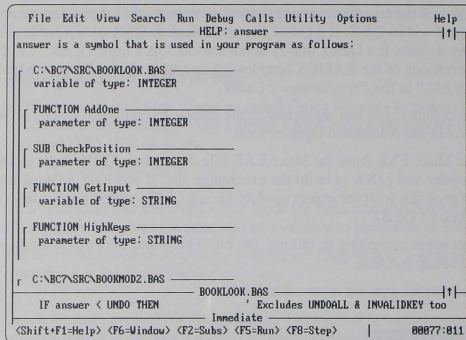 File Edit View Search Run Debug Calls Utility Options Help
HELP: answer
answer is a symbol that is used in your program as follows:
C:\BC7\SRC\BOOKLOOK.BAS
variable of type: INTEGER
FUNCTION AddOne
parameter of type: INTEGER
SUB CheckPosition
parameter of type: INTEGER
FUNCTION GetInput
variable of type: STRING
FUNCTION HighKeys
parameter of type: STRING
C:\BC7\SRC\BOOKMOD2.BAS
BOOKLOOK.BAS
IF answer < UNDO THEN ' Excludes UNDOALL & INVALIDKEY too
Immediate
<Shift+F1=Help> <F6=Window> <F2=Subs> <F5=Run> <F8=Step> 00077:011